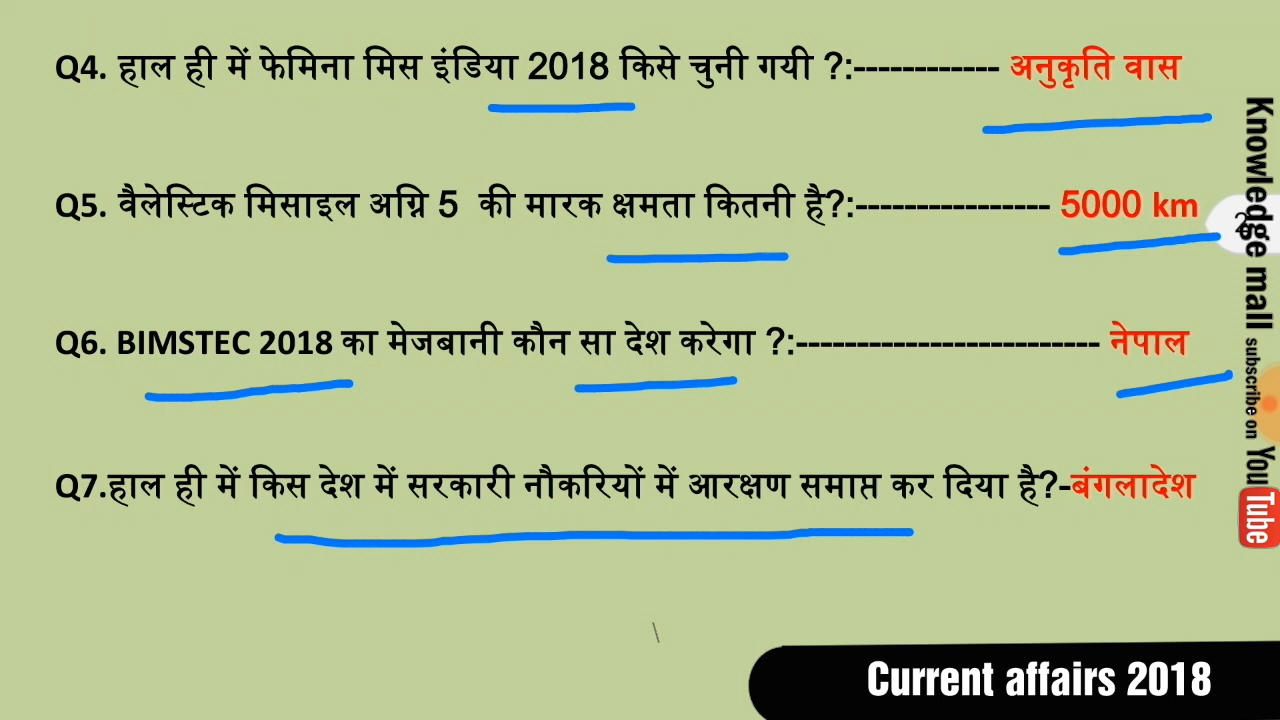 Q4. हाल ही में फेमिना मिस इंडिया 2018 किसे चुनी गयी ?:------------ अनुकृति वास
Q5. वैलेस्टिक मिसाइल अग्नि 5 की मारक क्षमता कितनी है?:---------------- 5000 km
Q6. BIMSTEC 2018 का मेजबानी कौन सा देश करेगा ?:------------------------- नेपाल
Q7.हाल ही में किस देश में सरकारी नौकरियों में आरक्षण समाप्त कर दिया है?-बंगलादेश
Knowledge mall subscribe on YouTube
Current affairs 2018